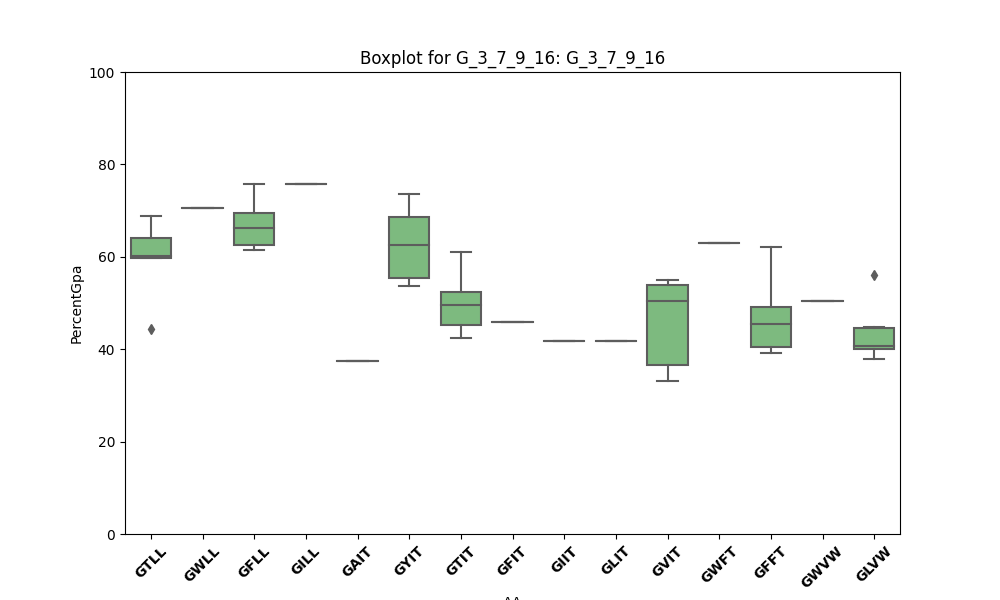 Boxplot for G_3_7_9_16: G_3_7_9_16
100
80
60
40
20
0
PercentGpa
GTLL GWLL GFLL GILL GAIT GYIT GTIT GFIT GIIT GLIT GVIT GWFT GFFT GWVW GLVW